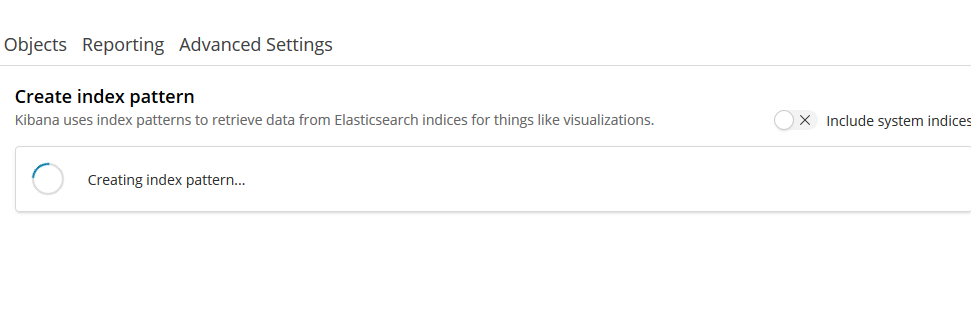 Objects Reporting Advanced Settings
Create index pattern
Kibana uses index patterns to retrieve data from Elasticsearch indices for things like visualizations.
Include system indices
Creating index pattern...